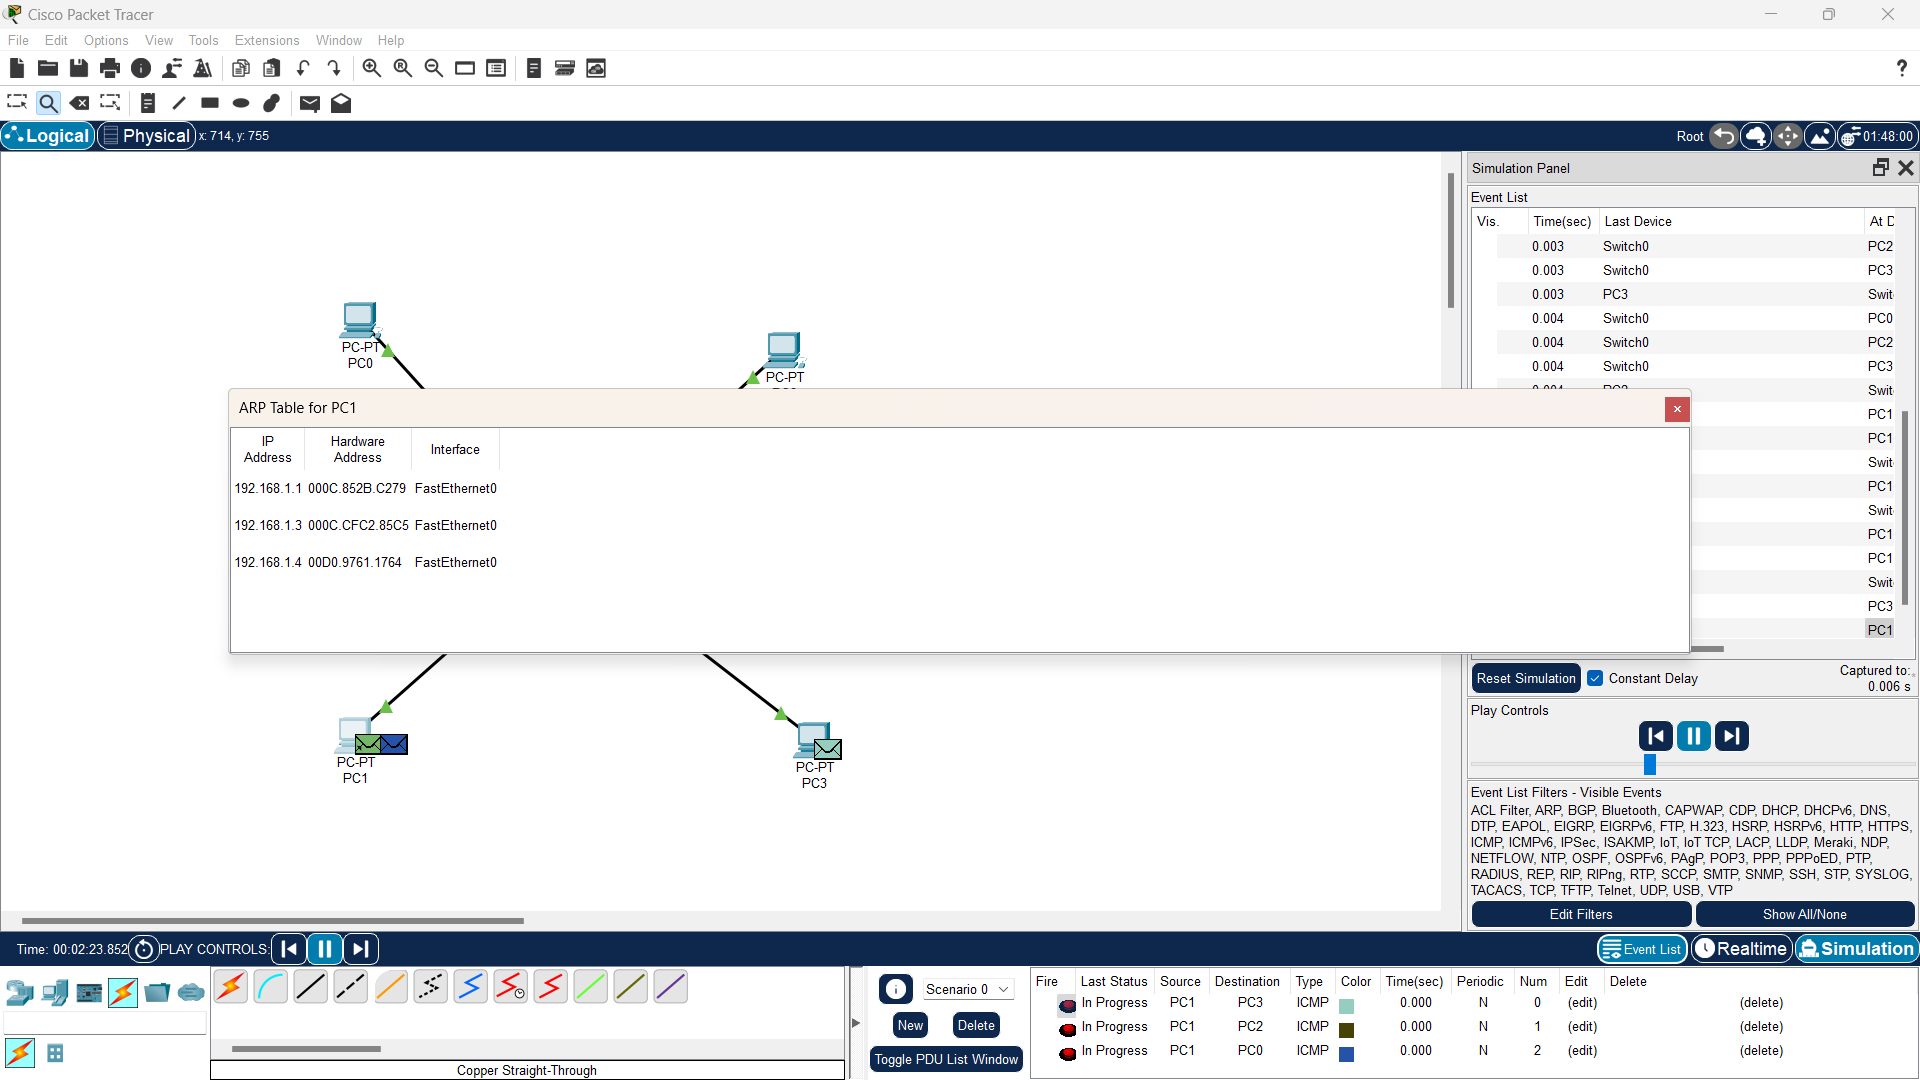 Cisco Packet Tracer
File Edit Options View Tools Extensions Window Help
?
Logical Physical x: 714, y: 755 Root 01:48:00
Simulation Panel
Event List
Vis. Time(sec) Last Device At D
0.003 Switch0 PC2
0.003 Switch0 PC3
0.003 PC3 Swit
0.004 Switch0 PC0
0.004 Switch0 PC2
0.004 Switch0 PC3
Swit
PC1
PC1
Swit
PC1
Swit
PC1
PC1
Swit
PC3
PC1
PC-PT
PC0
PC-PT
ARP Table for PC1
IP Address Hardware Address Interface
192.168.1.1 000C.852B.C279 FastEthernet0
192.168.1.3 000C.CFC2.85C5 FastEthernet0
192.168.1.4 00D0.9761.1764 FastEthernet0
PC-PT
PC1
PC-PT
PC3
Reset Simulation Constant Delay Captured to:
0.006 s
Play Controls
Event List Filters - Visible Events
ACL Filter, ARP, BGP, Bluetooth, CAPWAP, CDP, DHCP, DHCPv6, DNS,
DTP, EAPOL, EIGRP, EIGRPv6, FTP, H.323, HSRP, HSRPv6, HTTP, HTTPS,
ICMP, ICMPv6, IPSec, ISAKMP, IoT, IoT TCP, LACP, LLDP, Meraki, NDP,
NETFLOW, NTP, OSPF, OSPFv6, PAgP, POP3, PPP, PPPoED, PTP,
RADIUS, REP, RIP, RIPng, RTP, SCCP, SMTP, SNMP, SSH, STP, SYSLOG,
TACACS, TCP, TFTP, Telnet, UDP, USB, VTP
Edit Filters Show All/None
Time: 00:02:23.852 PLAY CONTROLS: Event List Realtime Simulation
Scenario 0
New Delete
Toggle PDU List Window
Copper Straight-Through
Fire Last Status Source Destination Type Color Time(sec) Periodic Num Edit Delete
In Progress PC1 PC3 ICMP 0.000 N 0 (edit) (delete)
In Progress PC1 PC2 ICMP 0.000 N 1 (edit) (delete)
In Progress PC1 PC0 ICMP 0.000 N 2 (edit) (delete)